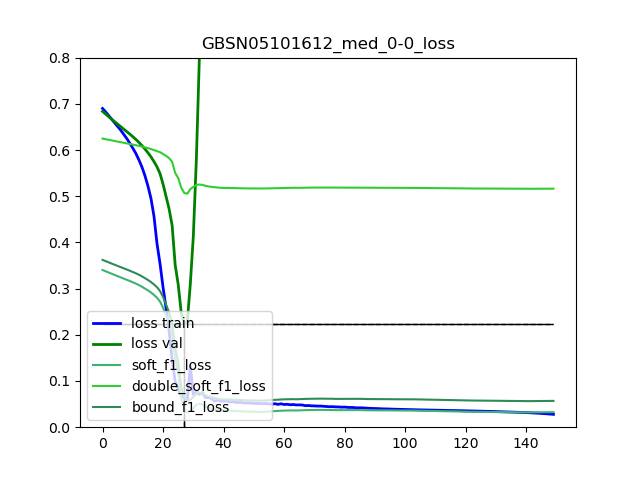 GBSN05101612_med_0-0_loss
0.8
0.7
0.6
0.5
0.4
0.3
0.2
0.1
0.0
loss train
loss val
soft_f1_loss
double_soft_f1_loss
bound_f1_loss
0 20 40 60 80 100 120 140